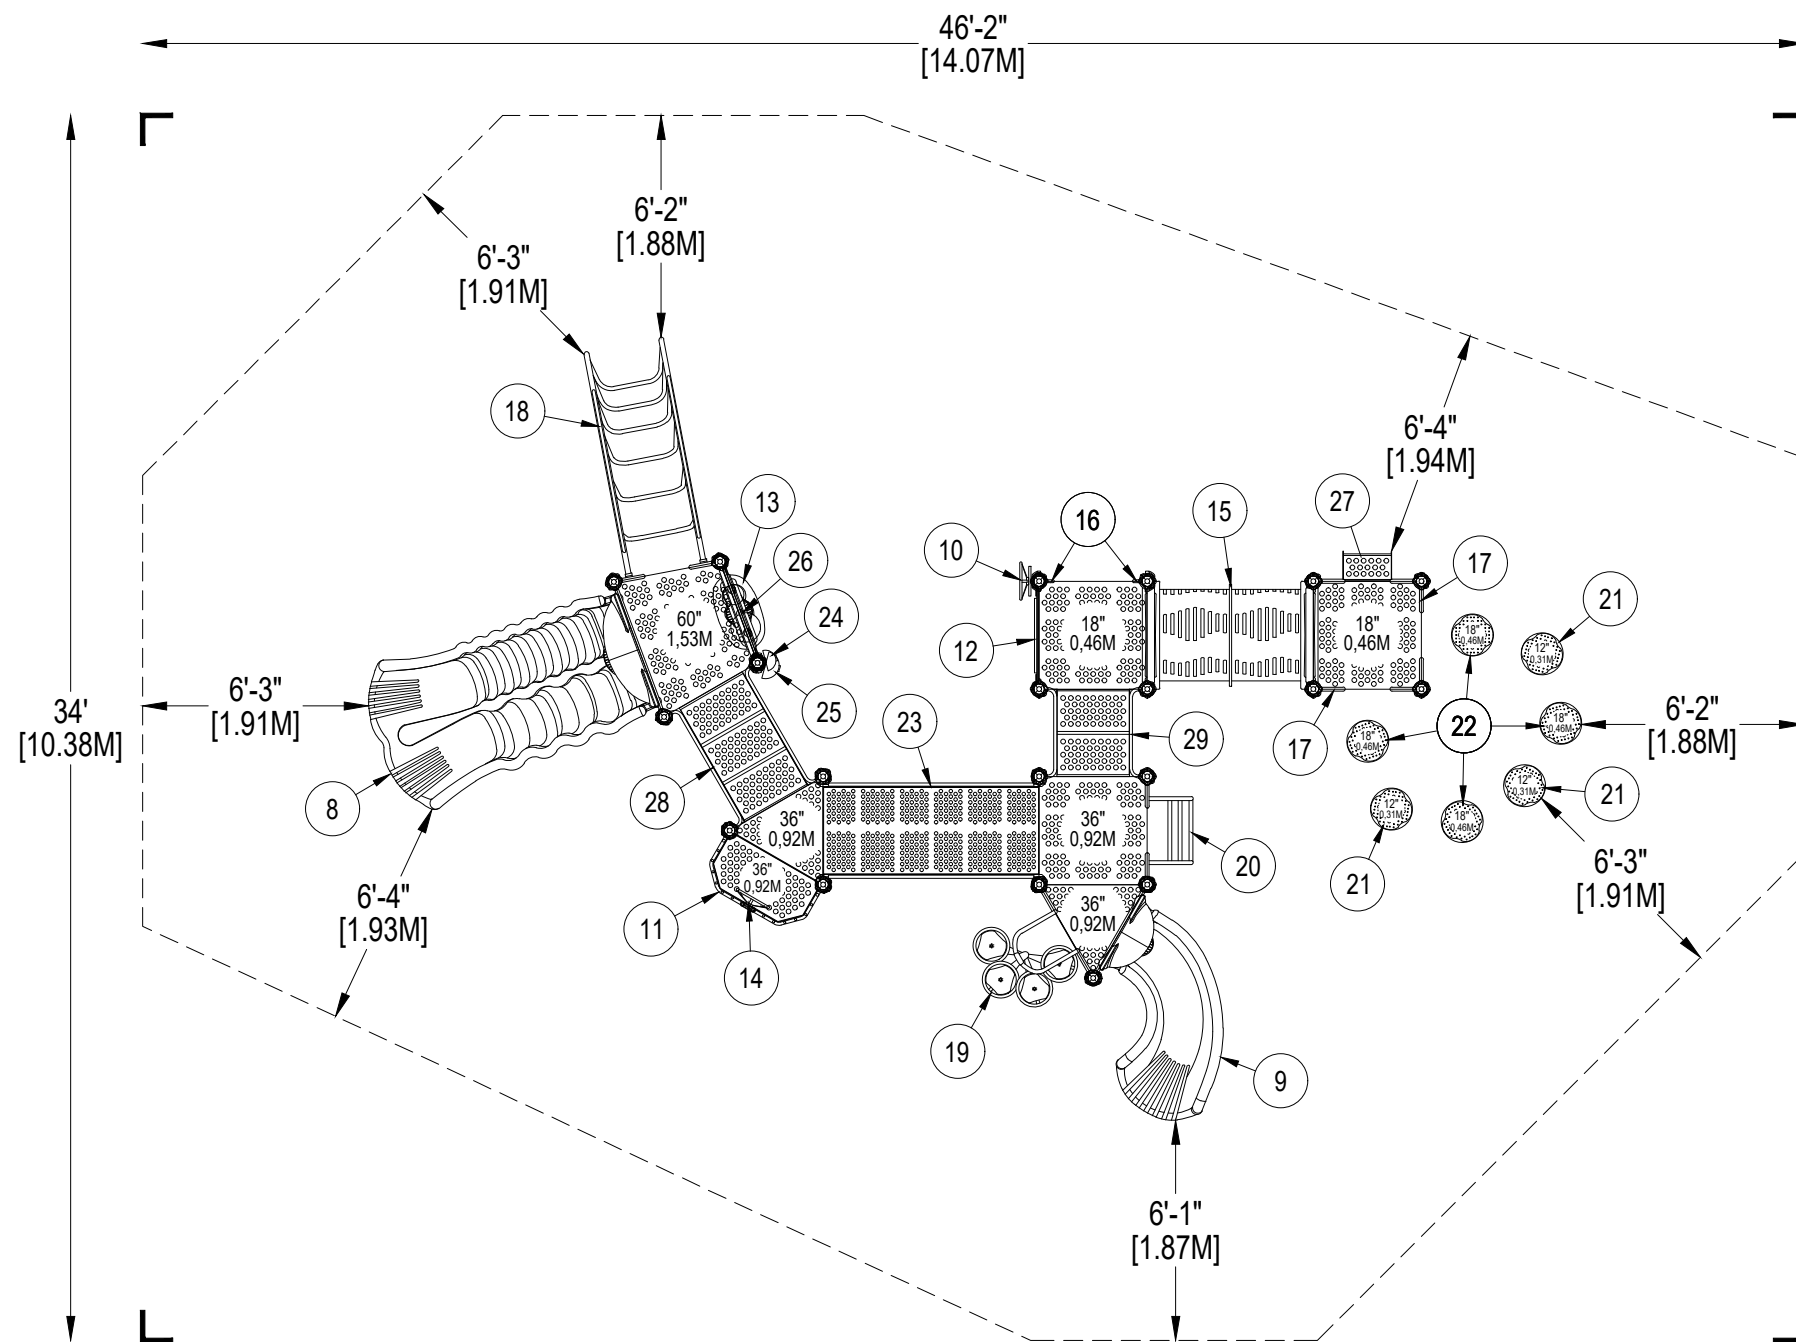 46'-2"
[14.07M]
6'-2"
[1.88M]
6'-3"
[1.91M]
18
6'-4"
[1.94M]
13
16
15
27
10
26
17
60"
1,53M
24
12
18"
0,46M
18"
0,46M
18"
0,46M
12"
0,31M
21
25
34'
[10.38M]
6'-3"
[1.91M]
23
29
17
18"
0,46M
22
18"
0,46M
6'-2"
[1.88M]
8
28
36"
0,92M
36"
0,92M
12"
0,31M
12"
0,31M
21
18"
0,46M
36"
0,92M
20
21
6'-3"
[1.91M]
6'-4"
[1.93M]
11
36"
0,92M
14
19
9
6'-1"
[1.87M]